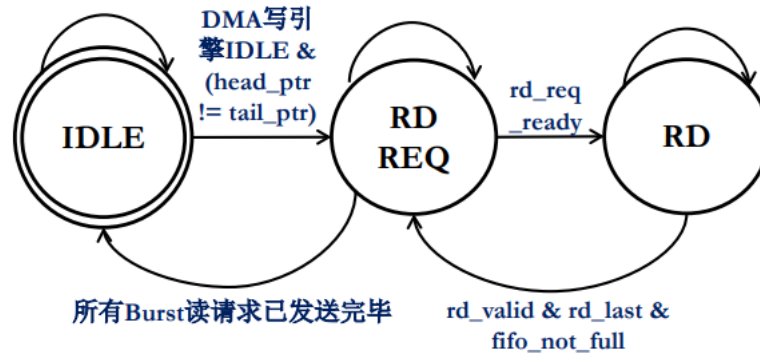 DMA写引
擎IDLE &
(head_ptr
!= tail_ptr)
IDLE
RD
REQ
rd_req
_ready
RD
所有Burst读请求已发送完毕
rd_valid & rd_last &
fifo_not_full